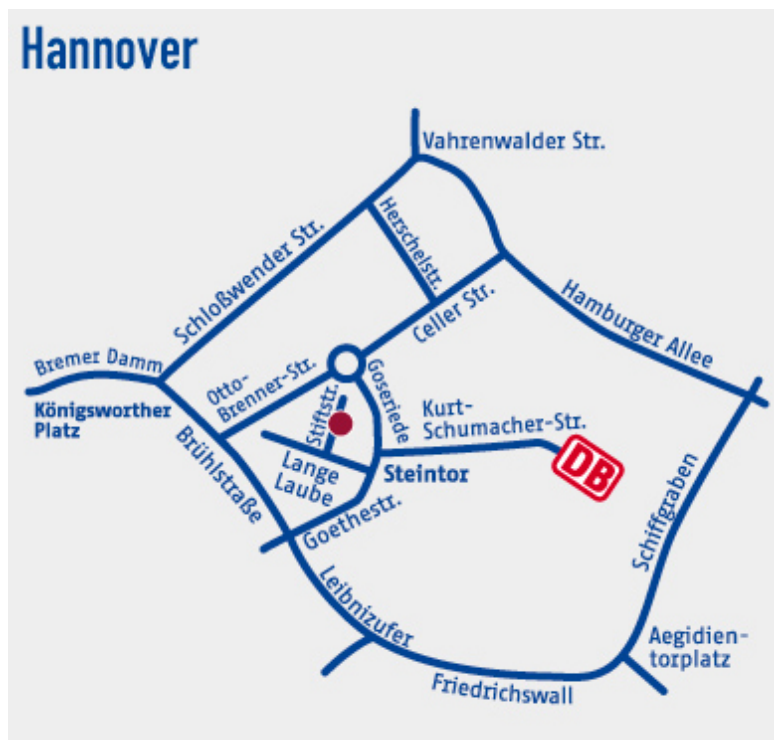 Hannover
Vahrenwalder Str.
Herschelstr.
Schloßwender Str.
Celler Str.
Hamburger Allee
Bremer Damm
Königsworther
Platz
Otto-
Brenner-Str.
Goseriede
Stiftstr.
Kurt-
Schumacher-Str.
DB
Brühlstraße
Lange
Laube
Steintor
Goethestr.
Schiffgraben
Leibnizufer
Aegidien-
torplatz
Friedrichswall